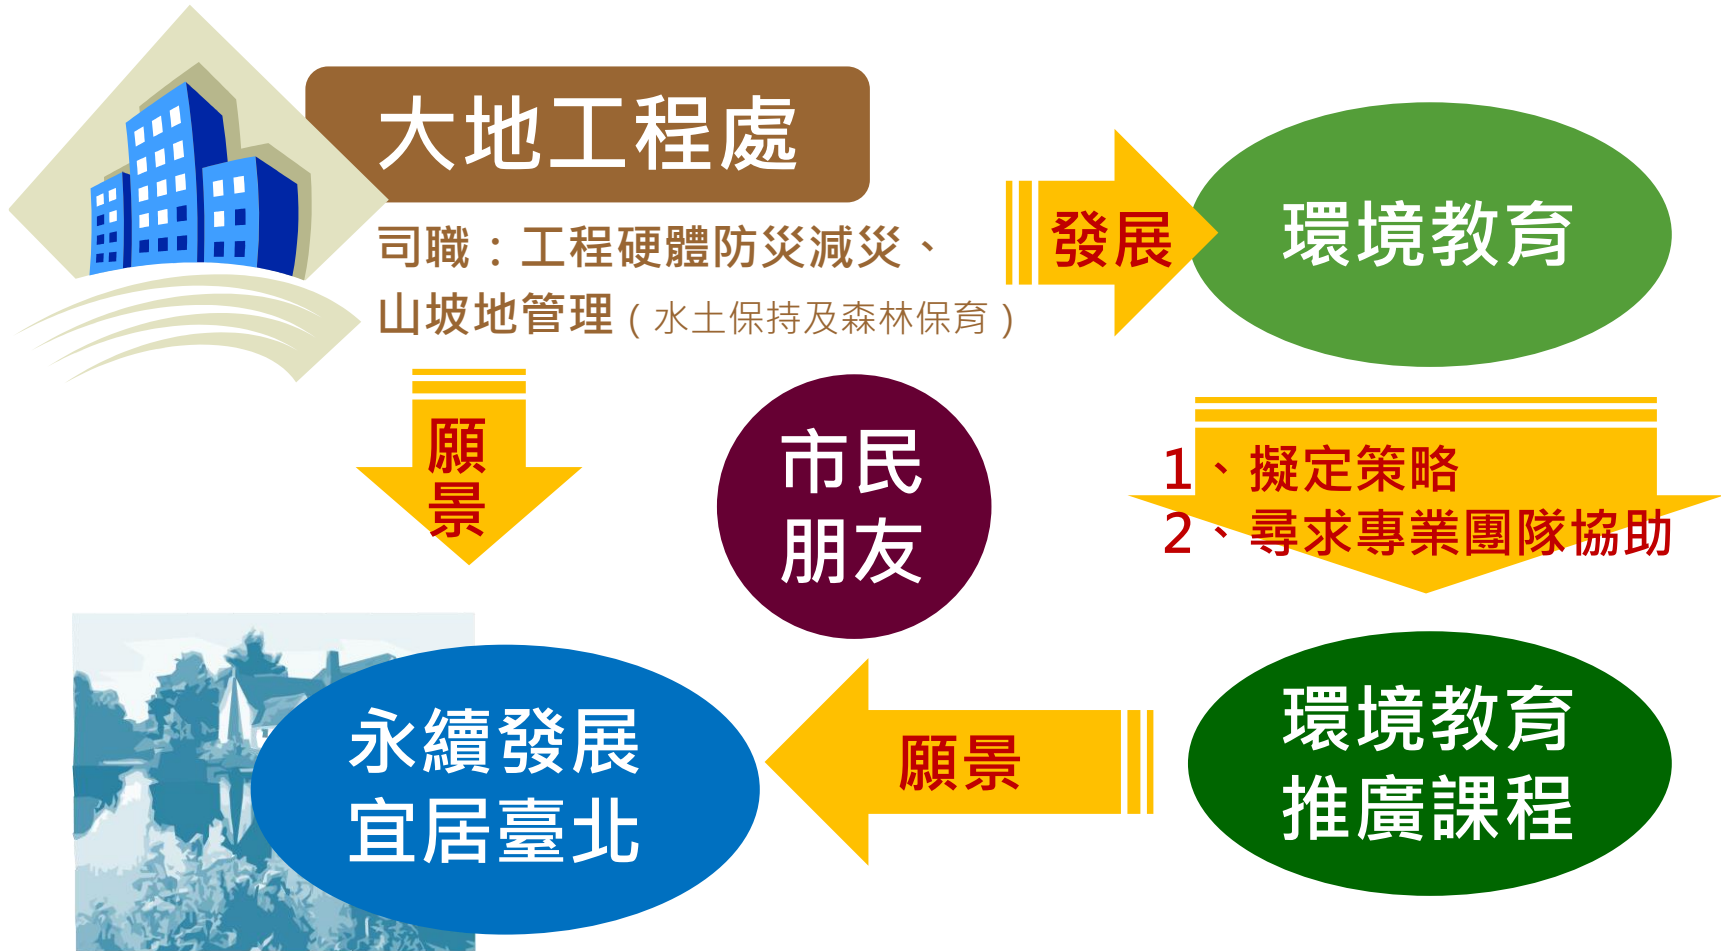 大地工程處
司職：工程硬體防災減災、
山坡地管理（水土保持及森林保育）
發展
環境教育
願
景
市民
朋友
1、擬定策略
2、尋求專業團隊協助
永續發展
宜居臺北
願景
環境教育
推廣課程